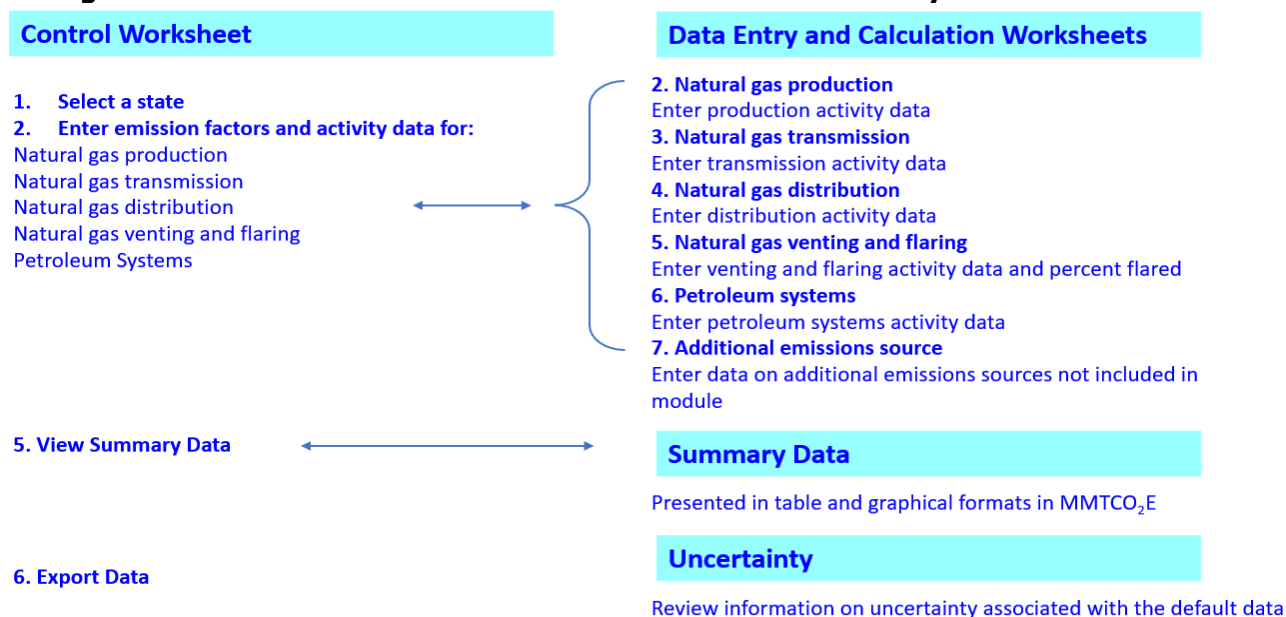 Control Worksheet
1. Select a state
2. Enter emission factors and activity data for:
Natural gas production
Natural gas transmission
Natural gas distribution
Natural gas venting and flaring
Petroleum Systems
5. View Summary Data
6. Export Data
Data Entry and Calculation Worksheets
2. Natural gas production
Enter production activity data
3. Natural gas transmission
Enter transmission activity data
4. Natural gas distribution
Enter distribution activity data
5. Natural gas venting and flaring
Enter venting and flaring activity data and percent flared
6. Petroleum systems
Enter petroleum systems activity data
7. Additional emissions source
Enter data on additional emissions sources not included in
module
Summary Data
Presented in table and graphical formats in MMTCO₂E
Uncertainty
Review information on uncertainty associated with the default data